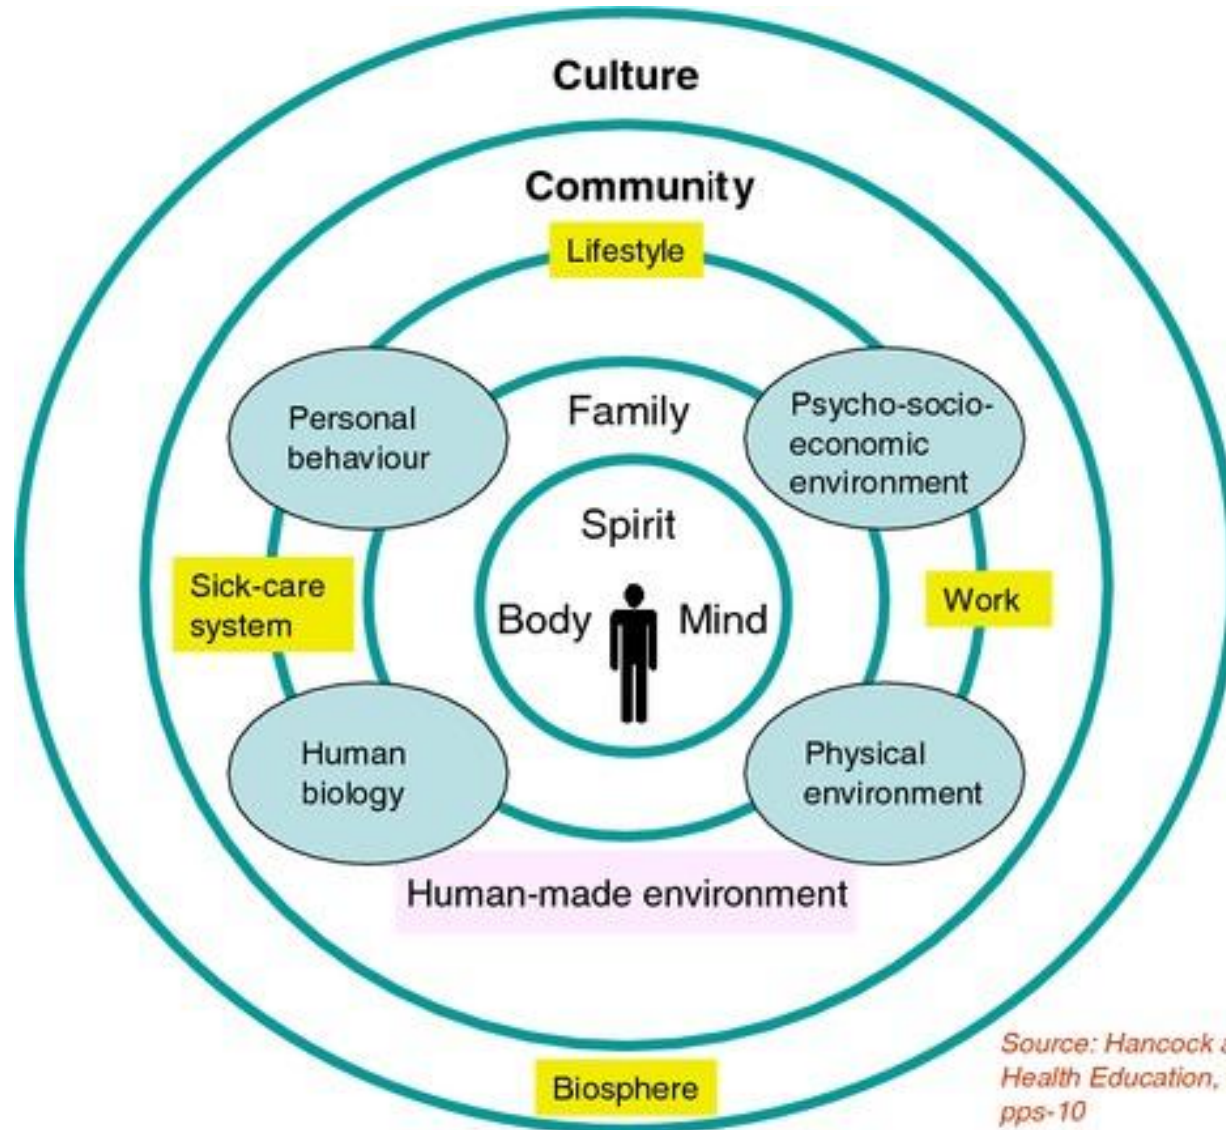 Culture
Community
Lifestyle
Personal
behaviour
Family
Psycho-socio-
economic
environment
Spirit
Sick-care
system
Body
Mind
Work
Human
biology
Physical
environment
Human-made environment
Biosphere
Source: Hancock
Health Education,
pps-10